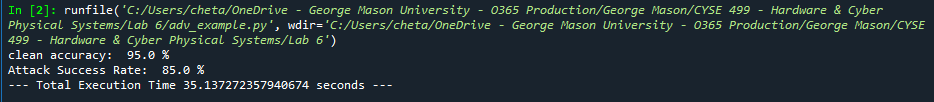 In [2]: runfile('C:/Users/cheta/OneDrive - George Mason University - O365 Production/George Mason/CYSE 499 - Hardware & Cyber
Physical Systems/Lab 6/adv_example.py', wdir='C:/Users/cheta/OneDrive - George Mason University - O365 Production/George Mason/CYSE
499 - Hardware & Cyber Physical Systems/Lab 6')
clean accuracy:  95.0 %
Attack Success Rate:  85.0 %
--- Total Execution Time 35.137272357940674 seconds ---